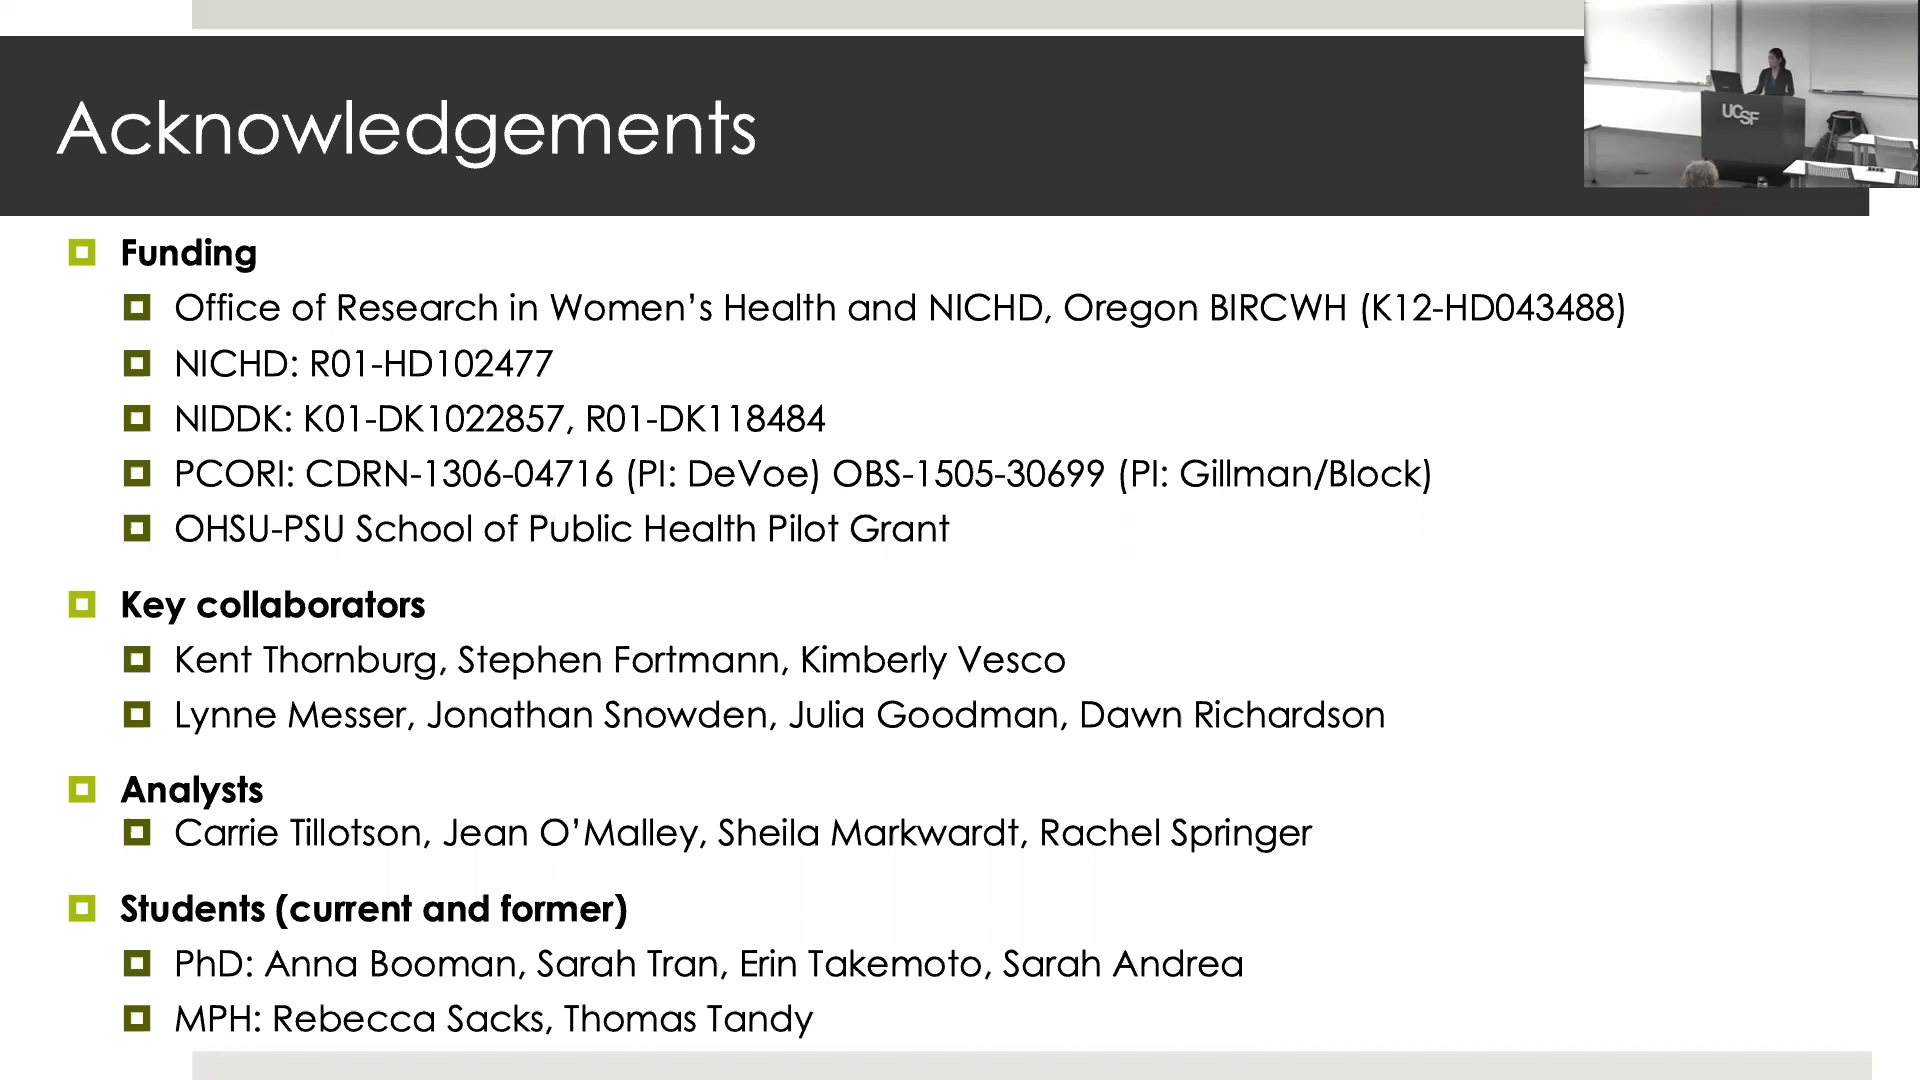 Acknowledgements
UCSF
Funding
Office of Research in Women’s Health and NICHD, Oregon BIRCWH (K12-HD043488)
NICHD: R01-HD102477
NIDDK: K01-DK1022857, R01-DK118484
PCORI: CDRN-1306-04716 (PI: DeVoe) OBS-1505-30699 (PI: Gillman/Block)
OHSU-PSU School of Public Health Pilot Grant
Key collaborators
Kent Thornburg, Stephen Fortmann, Kimberly Vesco
Lynne Messer, Jonathan Snowden, Julia Goodman, Dawn Richardson
Analysts
Carrie Tillotson, Jean O’Malley, Sheila Markwardt, Rachel Springer
Students (current and former)
PhD: Anna Booman, Sarah Tran, Erin Takemoto, Sarah Andrea
MPH: Rebecca Sacks, Thomas Tandy